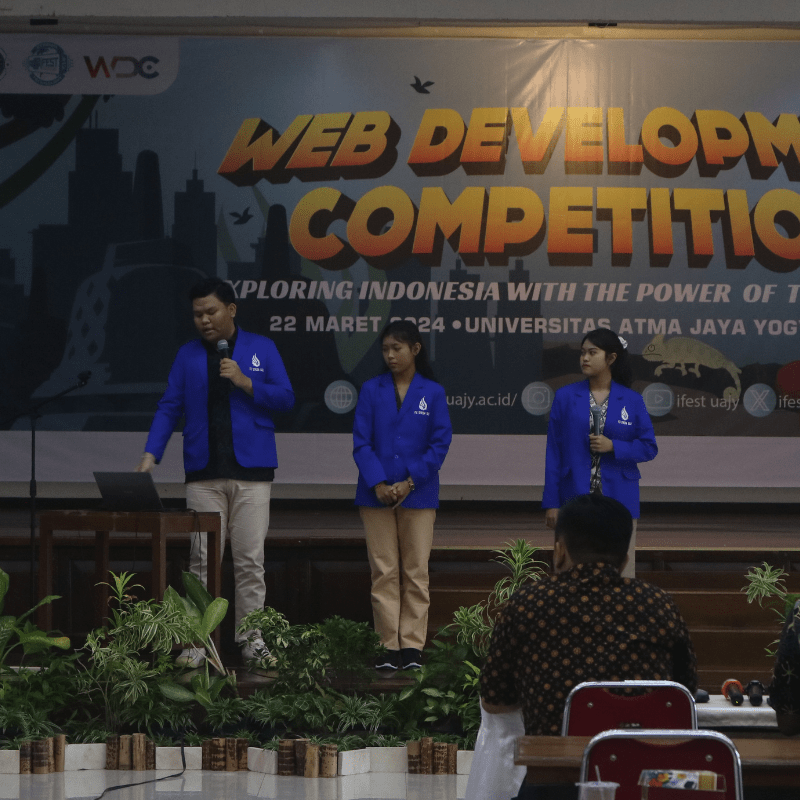 IFEST
WDC
WEB DEVELOPM
COMPETITIO
XPLORING INDONESIA WITH THE POWER OF T
22 MARET 2024 • UNIVERSITAS ATMA JAYA YOG
uajy.ac.id/
ifest uajy
ifes